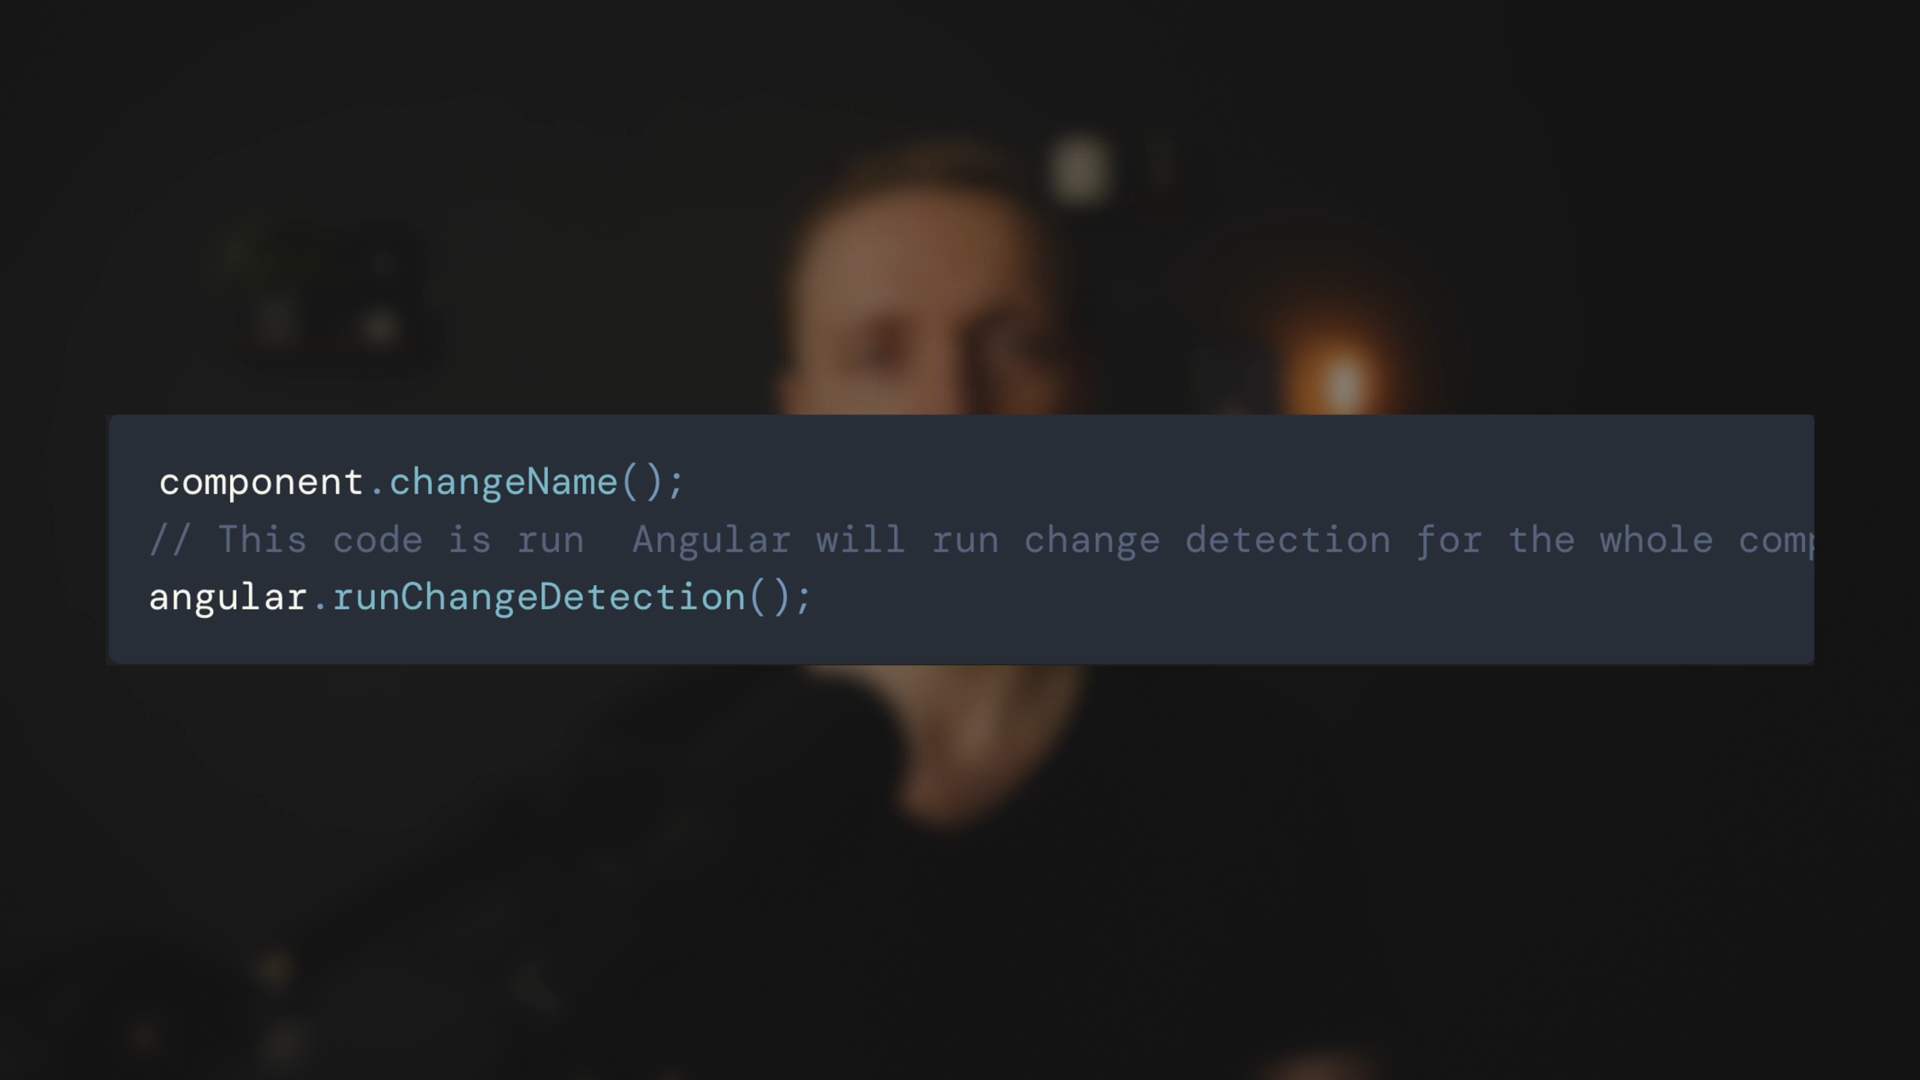 component.changeName();
// This code is run  Angular will run change detection for the whole
angular.runChangeDetection();